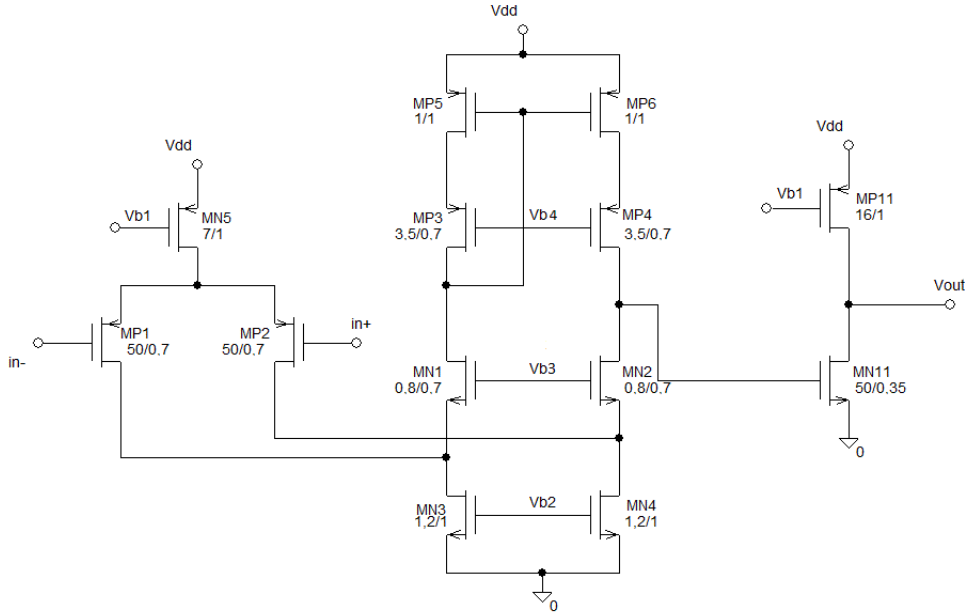 Vdd
MP5
1/1
MP6
1/1
Vdd
Vdd
Vb1
MN5
7/1
MP3
3,5/0,7
Vb4
MP4
3,5/0,7
Vb1
MP11
16/1
Vout
in-
MP1
50/0,7
MP2
50/0,7
in+
MN1
0,8/0,7
Vb3
MN2
0,8/0,7
MN11
50/0,35
0
MN3
1,2/1
Vb2
MN4
1,2/1
0